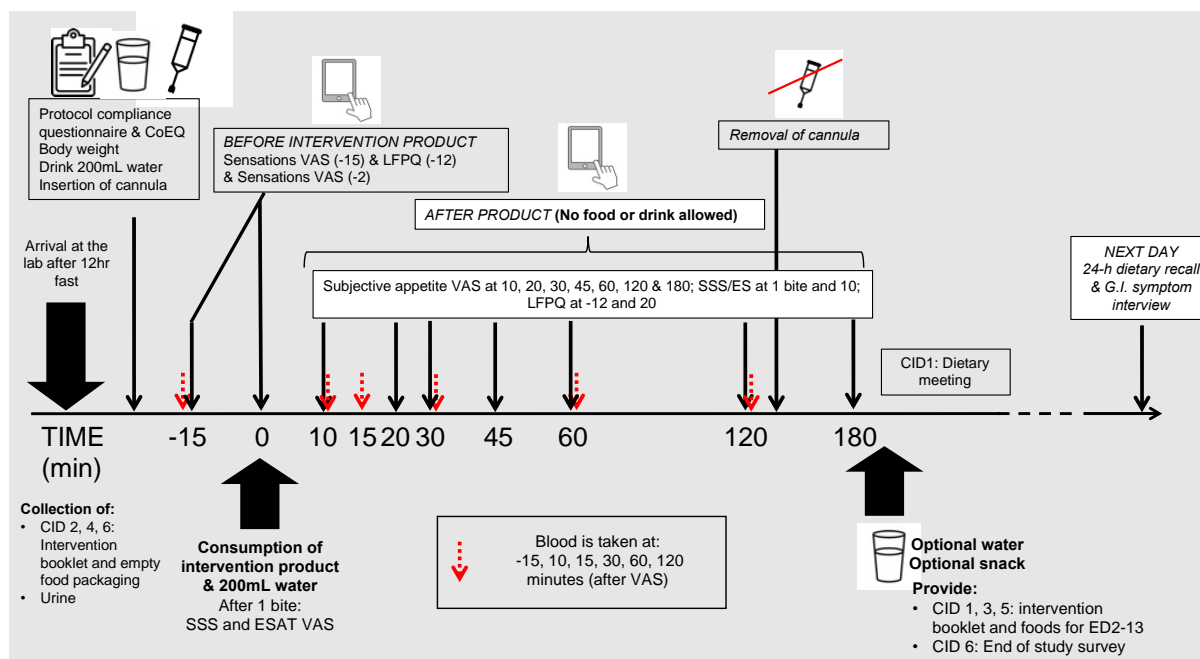 Protocol compliance
questionnaire & CoEQ
Body weight
Drink 200mL water
Insertion of cannula
BEFORE INTERVENTION PRODUCT
Sensations VAS (-15) & LFPQ (-12)
& Sensations VAS (-2)
Removal of cannula
AFTER PRODUCT (No food or drink allowed)
Arrival at the
lab after 12hr
fast
Subjective appetite VAS at 10, 20, 30, 45, 60, 120 & 180; SSS/ES at 1 bite and 10;
LFPQ at -12 and 20
NEXT DAY
24-h dietary recall
& G.I. symptom
interview
CID1: Dietary
meeting
TIME
(min)
-15 0 10 15 20 30 45 60 120 180
Collection of:
• CID 2, 4, 6:
Intervention
booklet and empty
food packaging
• Urine
Consumption of
intervention product
& 200mL water
After 1 bite:
SSS and ESAT VAS
Blood is taken at:
-15, 10, 15, 30, 60, 120
minutes (after VAS)
Optional water
Optional snack
Provide:
• CID 1, 3, 5: intervention
booklet and foods for ED2-13
• CID 6: End of study survey